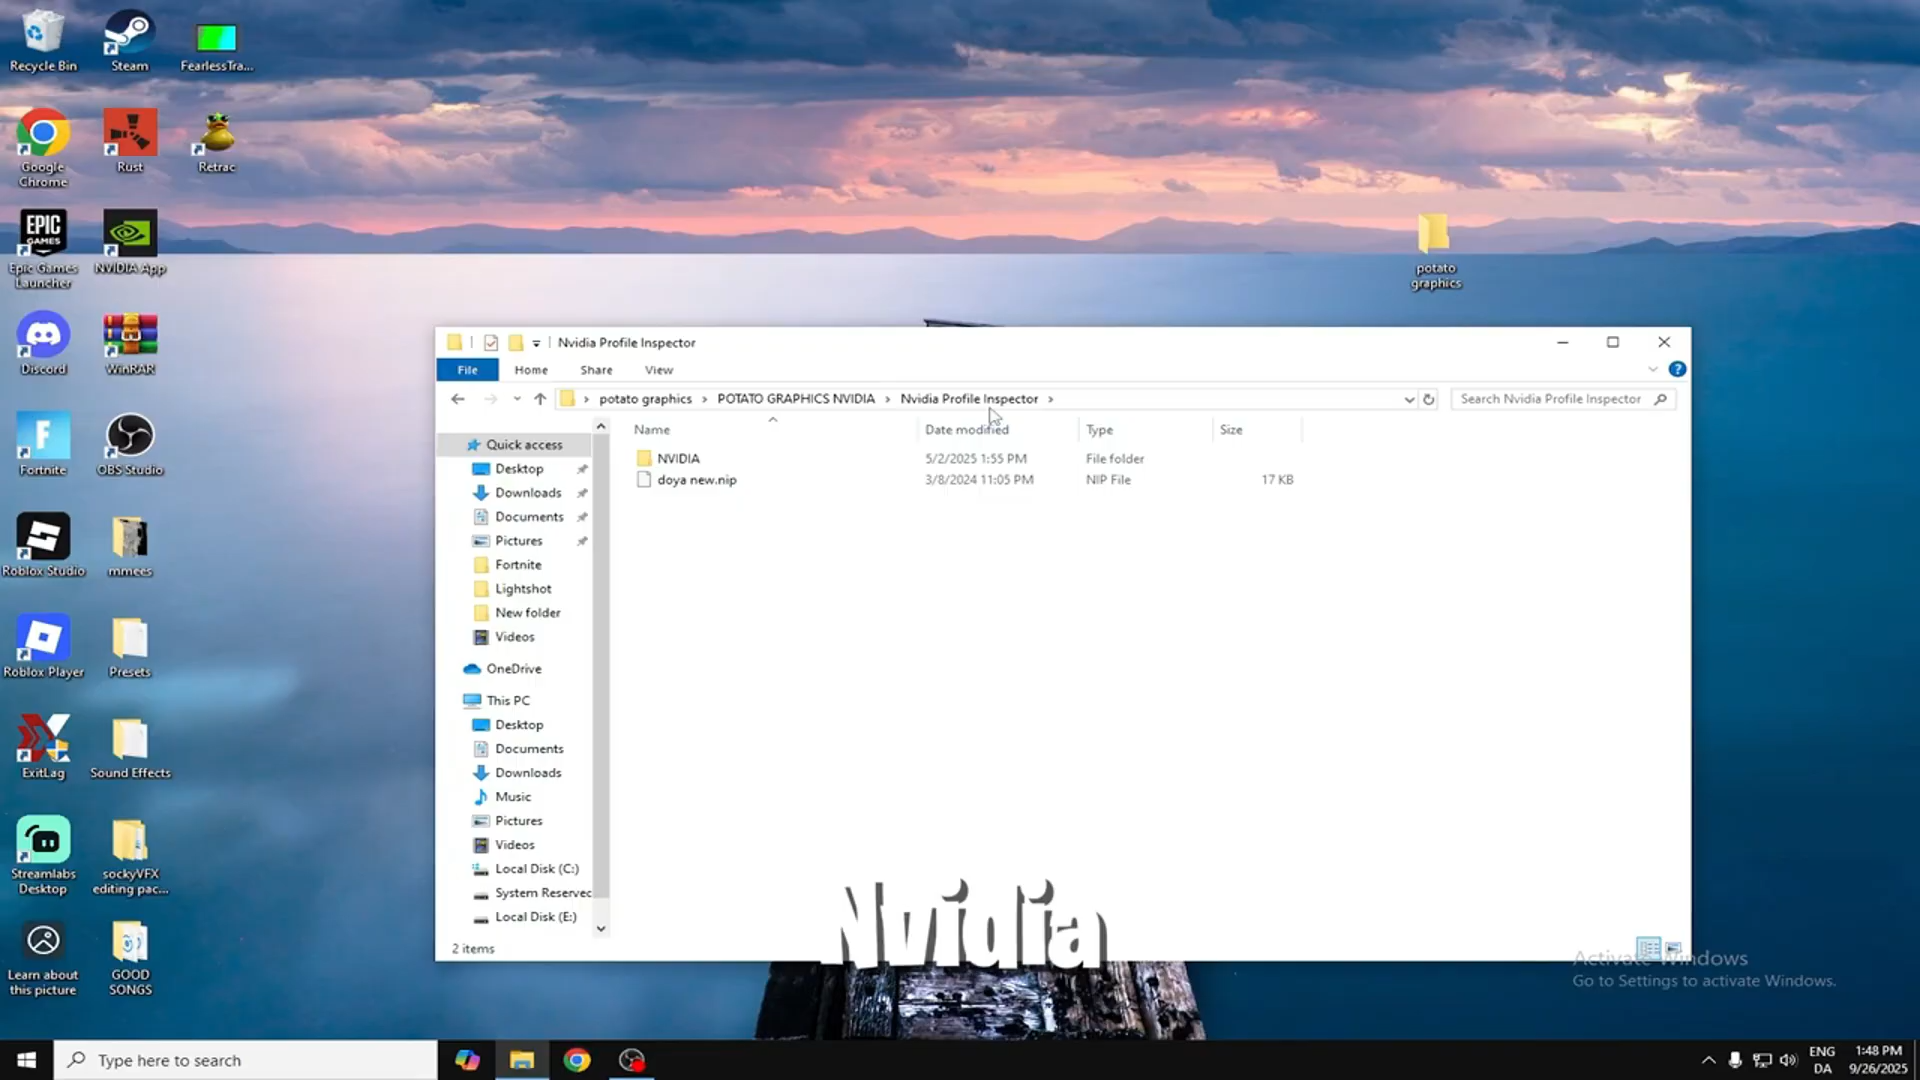 Recycle Bin
Steam
FearlessTra...
Google
Chrome
Rust
Retrac
EPIC
GAMES
Epic Games
Launcher
NVIDIA App
Discord
WinRAR
Fortnite
OBS Studio
Roblox Studio
mmees
Roblox Player
Presets
ExitLag
Sound Effects
Streamlabs
Desktop
sockyVFX
editing pac...
Learn about
this picture
GOOD
SONGS
potato
graphics
Nvidia Profile Inspector
File
Home
Share
View
potato graphics > POTATO GRAPHICS NVIDIA > Nvidia Profile Inspector >
Search Nvidia Profile Inspector
Name
Date modified
Type
Size
NVIDIA
5/2/2025 1:55 PM
File folder
doya new.nip
3/8/2024 11:05 PM
NIP File
17 KB
Quick access
Desktop
Downloads
Documents
Pictures
Fortnite
Lightshot
New folder
Videos
OneDrive
This PC
Desktop
Documents
Downloads
Music
Pictures
Videos
Local Disk (C:)
System Reservec
Local Disk (E:)
2 items
Nvidia
Activate Windows
Go to Settings to activate Windows.
Type here to search
ENG
DA
1:48 PM
9/26/2025